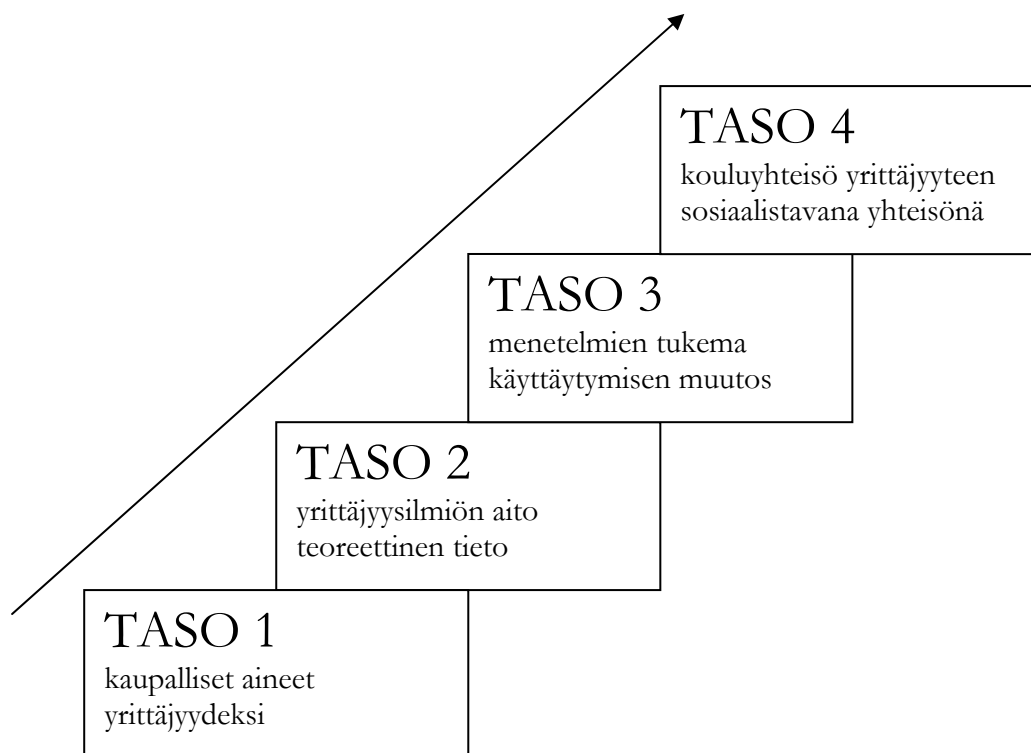 TASO 4
kouluyhteisö yrittäjyyteen
sosiaalistavana yhteisönä
TASO 3
menetelmien tukema
käyttäytymisen muutos
TASO 2
yrittäjyysilmiön aito
teoreettinen tieto
TASO 1
kaupalliset aineet
yrittäjyydeksi